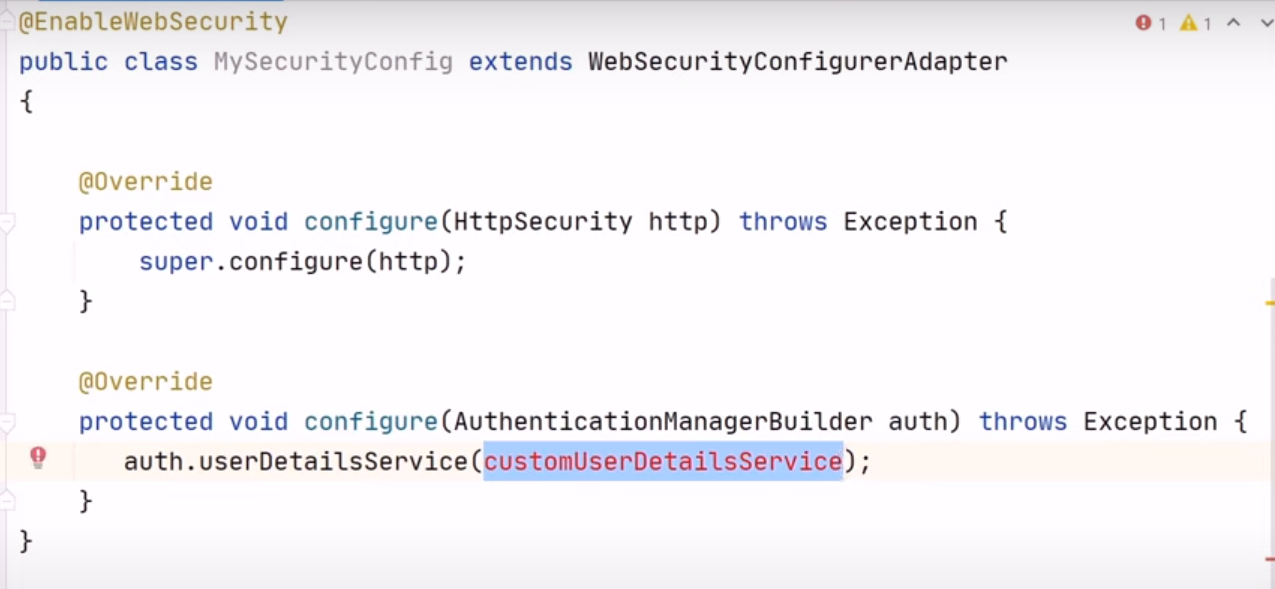 @EnableWebSecurity
1 1
public class MySecurityConfig extends WebSecurityConfigurerAdapter
{
@Override
protected void configure(HttpSecurity http) throws Exception {
super.configure(http);
}
@Override
protected void configure(AuthenticationManagerBuilder auth) throws Exception {
auth.userDetailsService(customUserDetailsService);
}
}